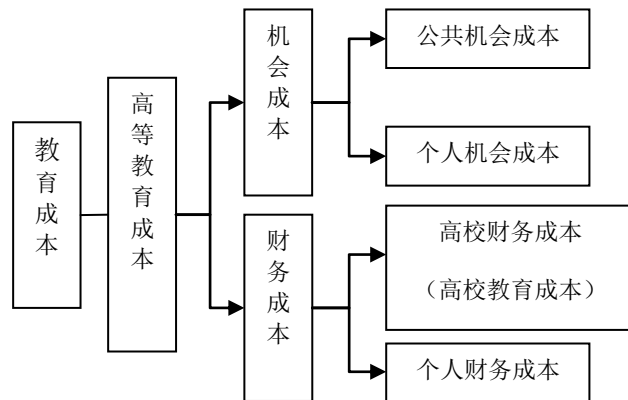 教育成本
高等教育成本
机会成本
公共机会成本
个人机会成本
财务成本
高校财务成本
（高校教育成本）
个人财务成本